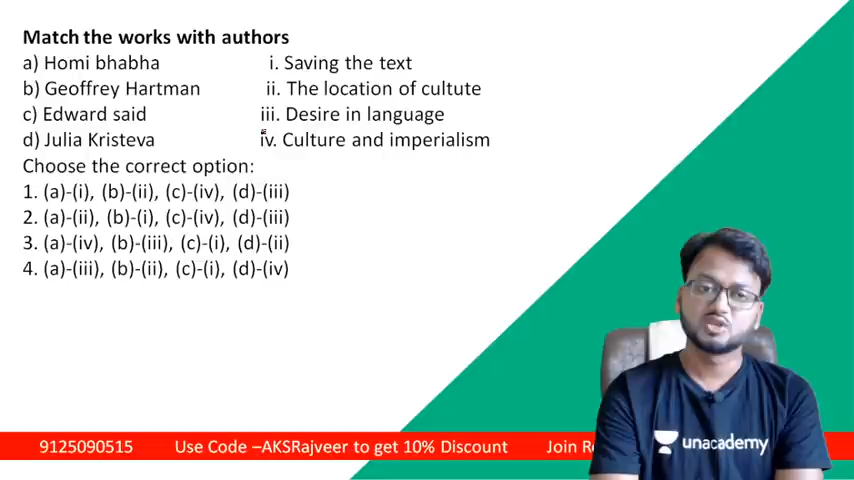 Match the works with authors
a) Homi bhabha i. Saving the text
b) Geoffrey Hartman ii. The location of cultute
c) Edward said iii. Desire in language
d) Julia Kristeva iv. Culture and imperialism
Choose the correct option:
1. (a)-(i), (b)-(ii), (c)-(iv), (d)-(iii)
2. (a)-(ii), (b)-(i), (c)-(iv), (d)-(iii)
3. (a)-(iv), (b)-(iii), (c)-(i), (d)-(ii)
4. (a)-(iii), (b)-(ii), (c)-(i), (d)-(iv)
unacademy
9125090515 Use Code –AKSRajveer to get 10% Discount Join